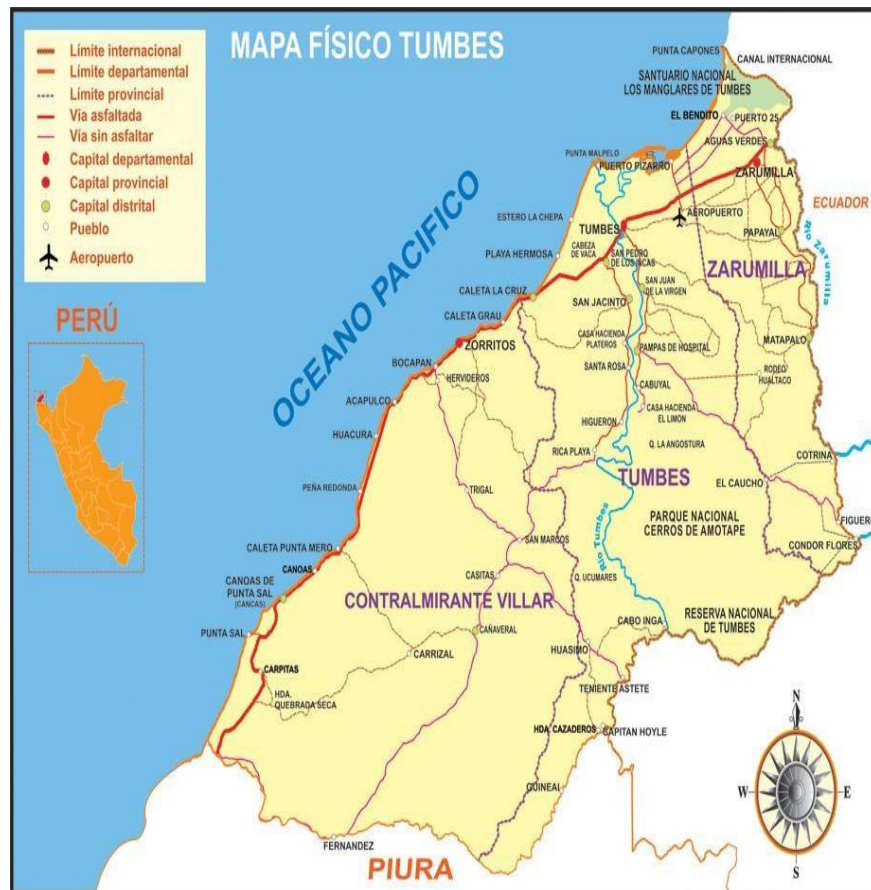 MAPA FÍSICO TUMBES
Límite internacional
Límite departamental
Límite provincial
Vía asfaltada
Vía sin asfaltar
Capital departamental
Capital provincial
Capital distrital
Pueblo
Aeropuerto
PERÚ
OCEANO PACIFICO
PUNTA CAPONES
CANAL INTERNACIONAL
SANTUARIO NACIONAL
LOS MANGLARES DE TUMBES
EL BENDITO
PUERTO 25
AGUAS VERDES
PUNTA MALPELO
PUERTO PIZARRO
ZARUMILLA
ECUADOR
AEROPUERTO
ESTERO LA CHEPA
TUMBES
PAPAYAL
Río Zarumilla
PLAYA HERMOSA
CABEZA
DE VACA
SAN PEDRO
DE LOS INCAS
ZARUMILLA
CALETA LA CRUZ
SAN JACINTO
SAN JUAN
DE LA VIRGEN
CALETA GRAU
CASA HACIENDA
PLATEROS
MATAPALO
ZORRITOS
PAMPAS DE HOSPITAL
BOCAPAN
SANTA ROSA
RODEO
HUALTACO
HERVIDEROS
CABUYAL
ACAPULCO
CASA HACIENDA
EL LIMON
HIGUERON
HUACURA
Q. LA ANGOSTURA
RICA PLAYA
COTRINA
TUMBES
EL CAUCHO
PEÑA REDONDA
TRIGAL
PARQUE NACIONAL
CERROS DE AMOTAPE
FIGUERO
Río Tumbes
SAN MARCOS
CONDOR FLORES
CALETA PUNTA MERO
CANOAS
CASITAS
Q. UCUMARES
CANOAS DE
PUNTA SAL
(CANCAS)
CONTRALMIRANTE VILLAR
RESERVA NACIONAL
DE TUMBES
CABO INGA
PUNTA SAL
CAÑAVERAL
HUASIMO
CARRIZAL
CARPITAS
TENIENTE ASTETE
HDA.
QUEBRADA SECA
HDA. CAZADEROS
CAPITAN HOYLE
GUINEAL
FERNANDEZ
PIURA
N
W
E
S